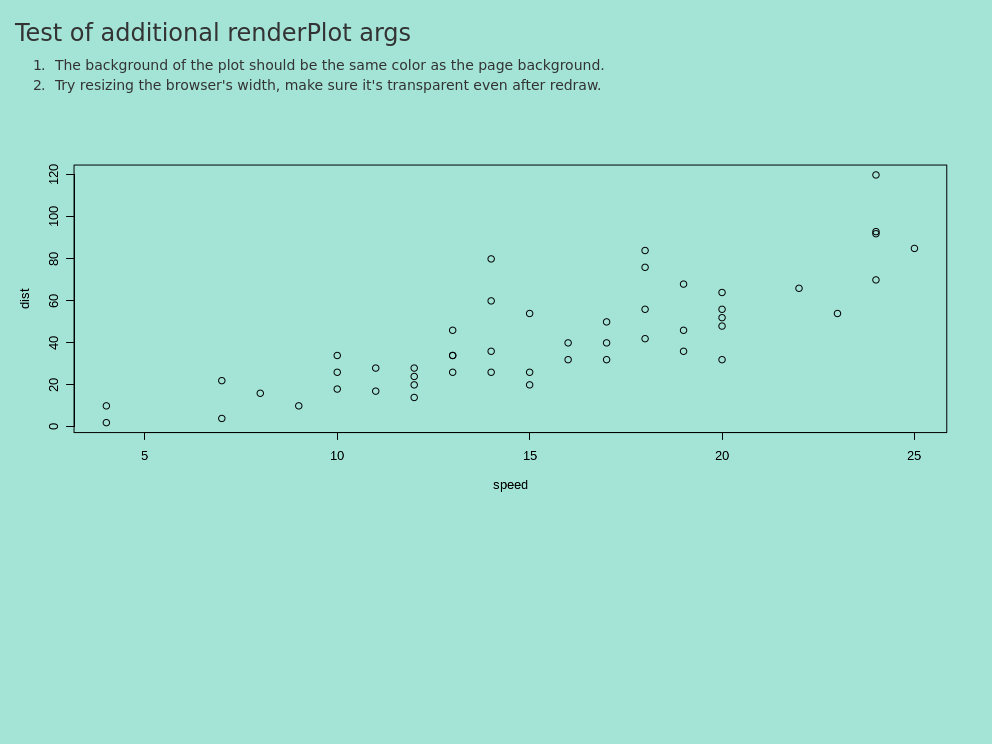 Test of additional renderPlot args
1. The background of the plot should be the same color as the page background.
2. Try resizing the browser's width, make sure it's transparent even after redraw.
120
100
80
60
40
20
0
dist
5 10 15 20 25
speed